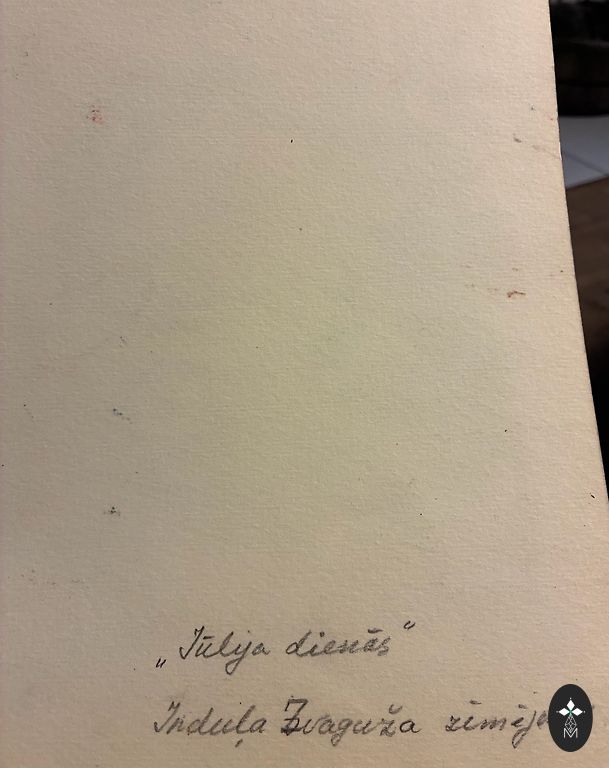 „Jūlija dienās“
Induļa Zvaguža